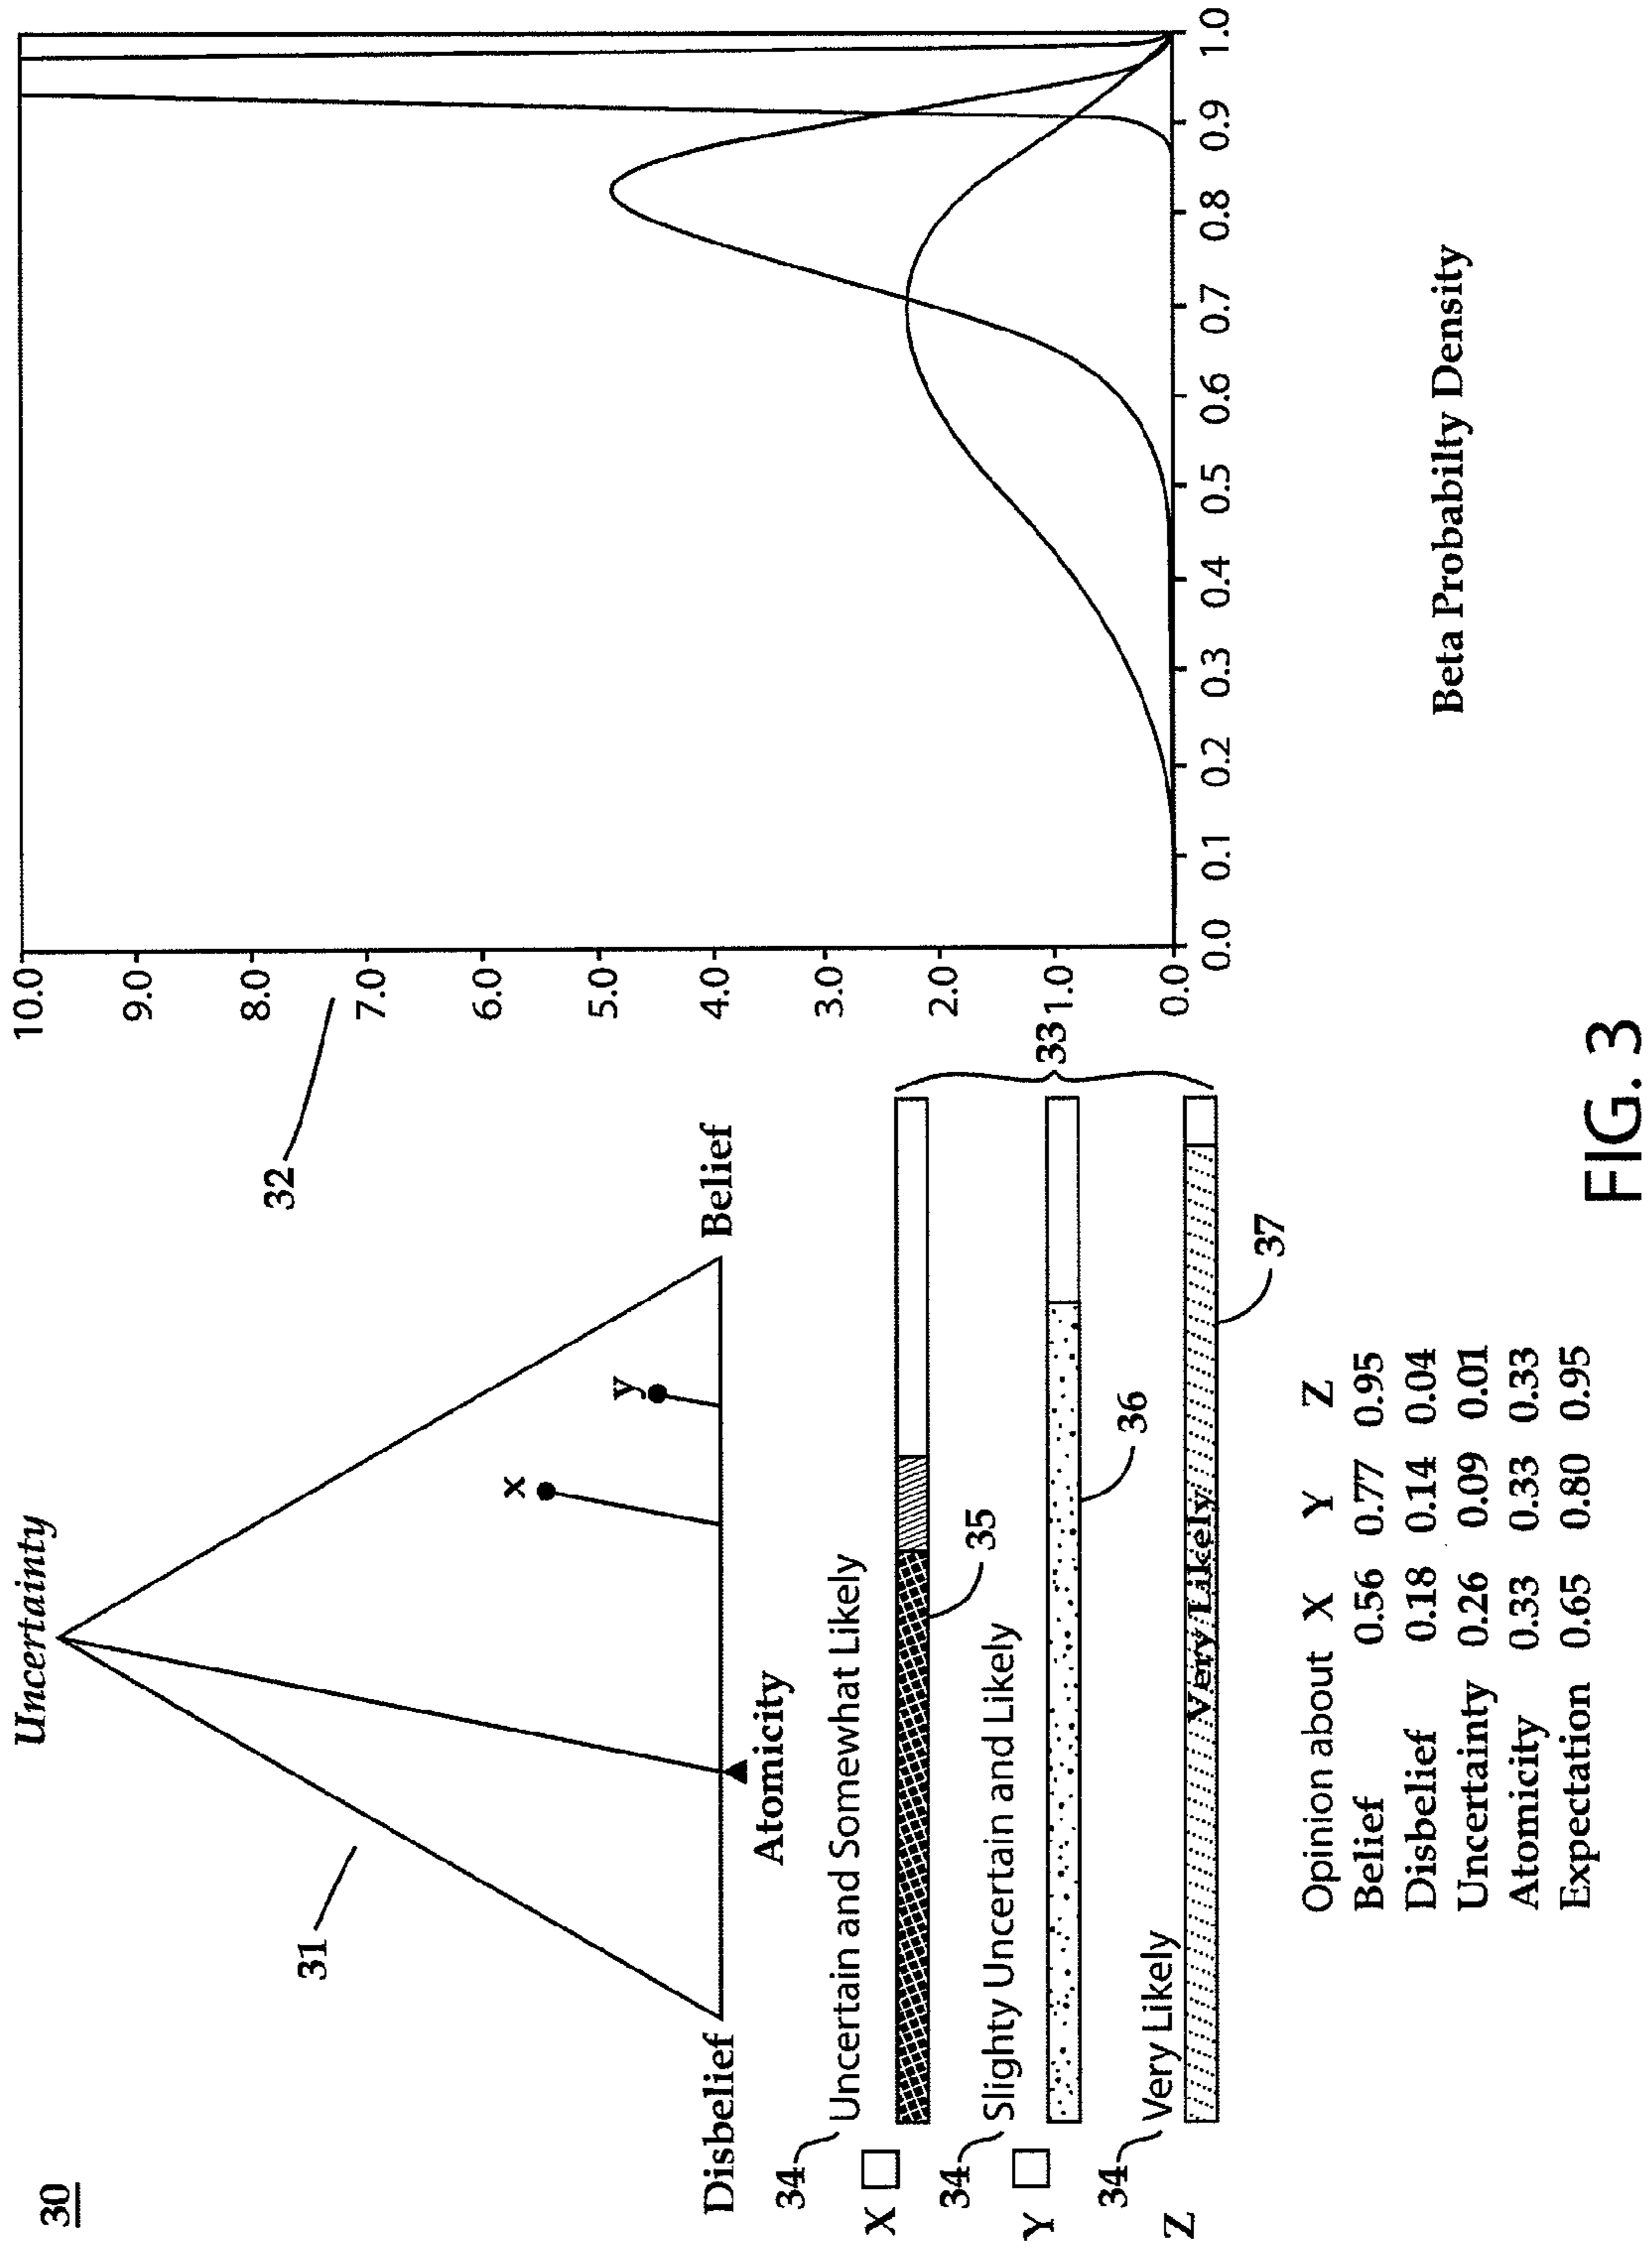 30
Uncertainty
31
Disbelief
Belief
Atomicity
x
y
32
10.0
9.0
8.0
7.0
6.0
5.0
4.0
3.0
2.0
1.0
0.0
0.0 0.1 0.2 0.3 0.4 0.5 0.6 0.7 0.8 0.9 1.0
Beta Probabilty Density
34
Uncertain and Somewhat Likely
X
35
33
34
Slighty Uncertain and Likely
Y
36
34
Very Likely
Z
Very Likely
37
Opinion about X Y Z
Belief 0.56 0.77 0.95
Disbelief 0.18 0.14 0.04
Uncertainty 0.26 0.09 0.01
Atomicity 0.33 0.33 0.33
Expectation 0.65 0.80 0.95
FIG. 3